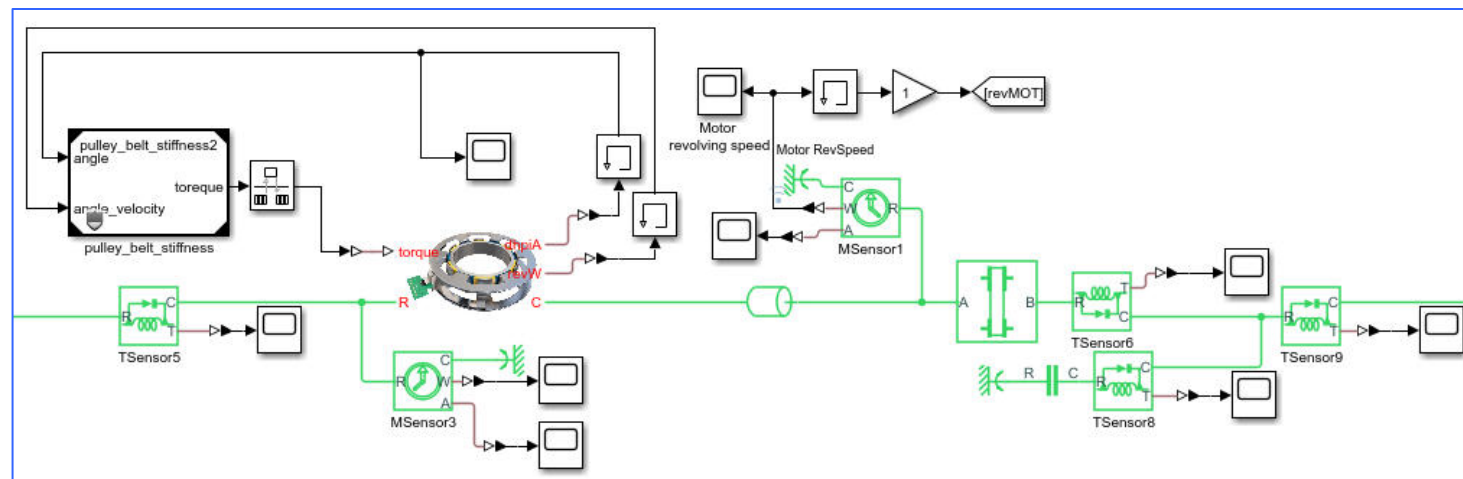 pulley_belt_stiffness2
angle
toreque
angle_velocity
pulley_belt_stiffness
torque
dhpiA
revW
R
C
Motor
revolving speed
1
[revMOT]
Motor RevSpeed
C
W
R
A
MSensor1
R
C
T
TSensor5
R
C
W
A
MSensor3
A
B
R
T
C
TSensor6
R
C
T
TSensor9
R
C
R
C
T
TSensor8